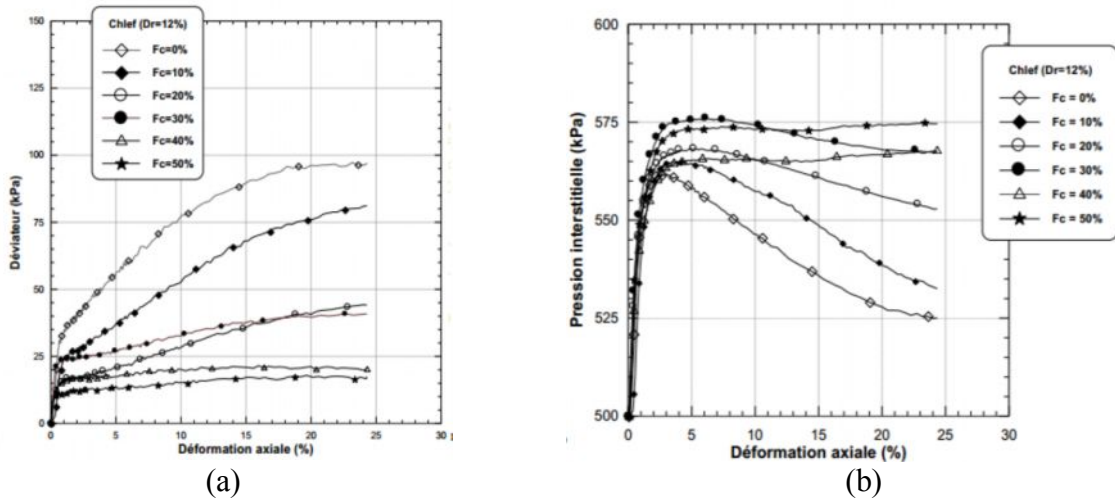 Chlef (Dr=12%)
Fc=0%
Fc=10%
Fc=20%
Fc=30%
Fc=40%
Fc=50%
150
125
100
75
50
25
0
Déviateur (kPa)
0 5 10 15 20 25 30
Déformation axiale (%)
(a)
Chlef (Dr=12%)
Fc = 0%
Fc = 10%
Fc = 20%
Fc = 30%
Fc = 40%
Fc = 50%
600
575
550
525
500
Pression interstitielle (kPa)
0 5 10 15 20 25 30
Déformation axiale (%)
(b)